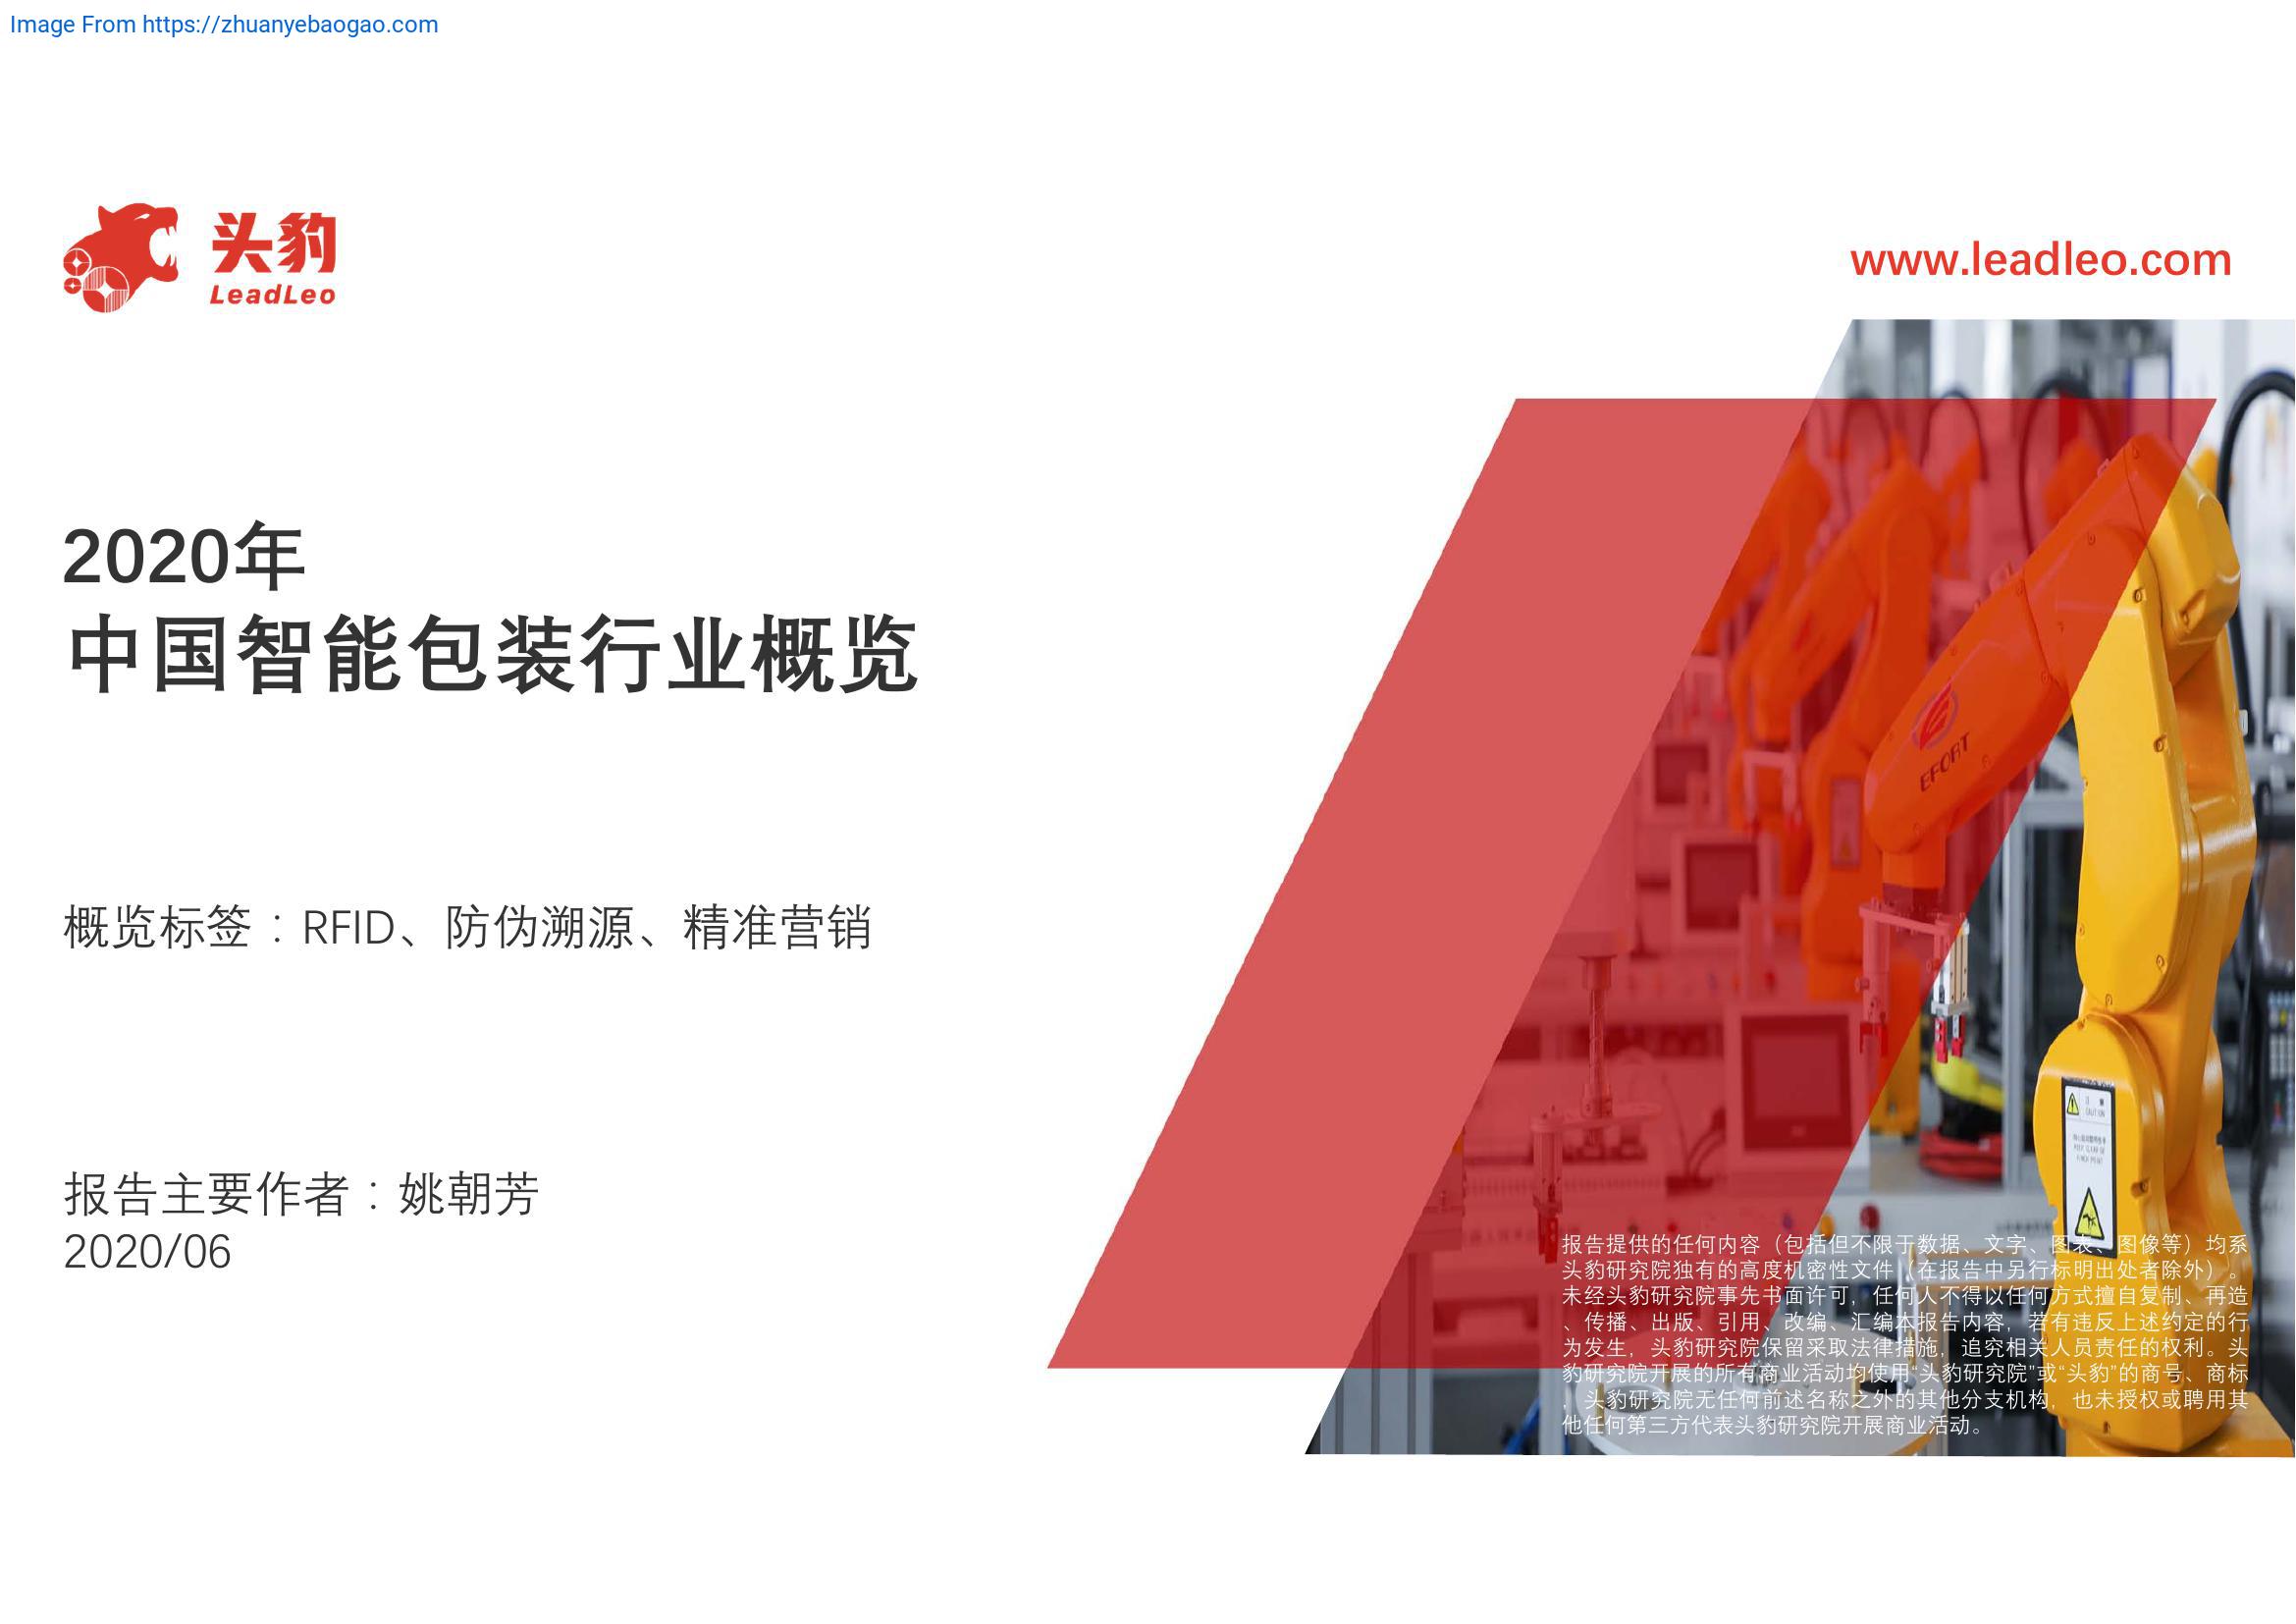 Image From https://zhuanyebaogao.com
头豹
LeadLeo
www.leadleo.com
2020年
中国智能包装行业概览
概览标签：RFID、防伪溯源、精准营销
报告主要作者：姚朝芳
2020/06
EFORT
CAUTION
报告提供的任何内容（包括但不限于数据、文字、图表、图像等）均系
头豹研究院独有的高度机密性文件（在报告中另行标明出处者除外）。
未经头豹研究院事先书面许可，任何人不得以任何方式擅自复制、再造
、传播、出版、引用、改编、汇编本报告内容，若有违反上述约定的行
为发生，头豹研究院保留采取法律措施，追究相关人员责任的权利。头
豹研究院开展的所有商业活动均使用“头豹研究院”或“头豹”的商号、商标
，头豹研究院无任何前述名称之外的其他分支机构，也未授权或聘用其
他任何第三方代表头豹研究院开展商业活动。